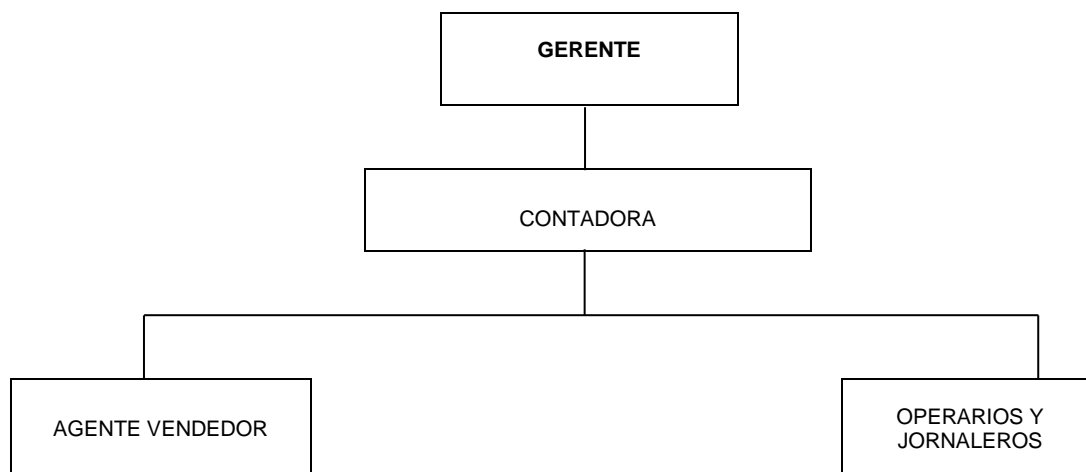 GERENTE
CONTADORA
AGENTE VENDEDOR
OPERARIOS Y
JORNALEROS